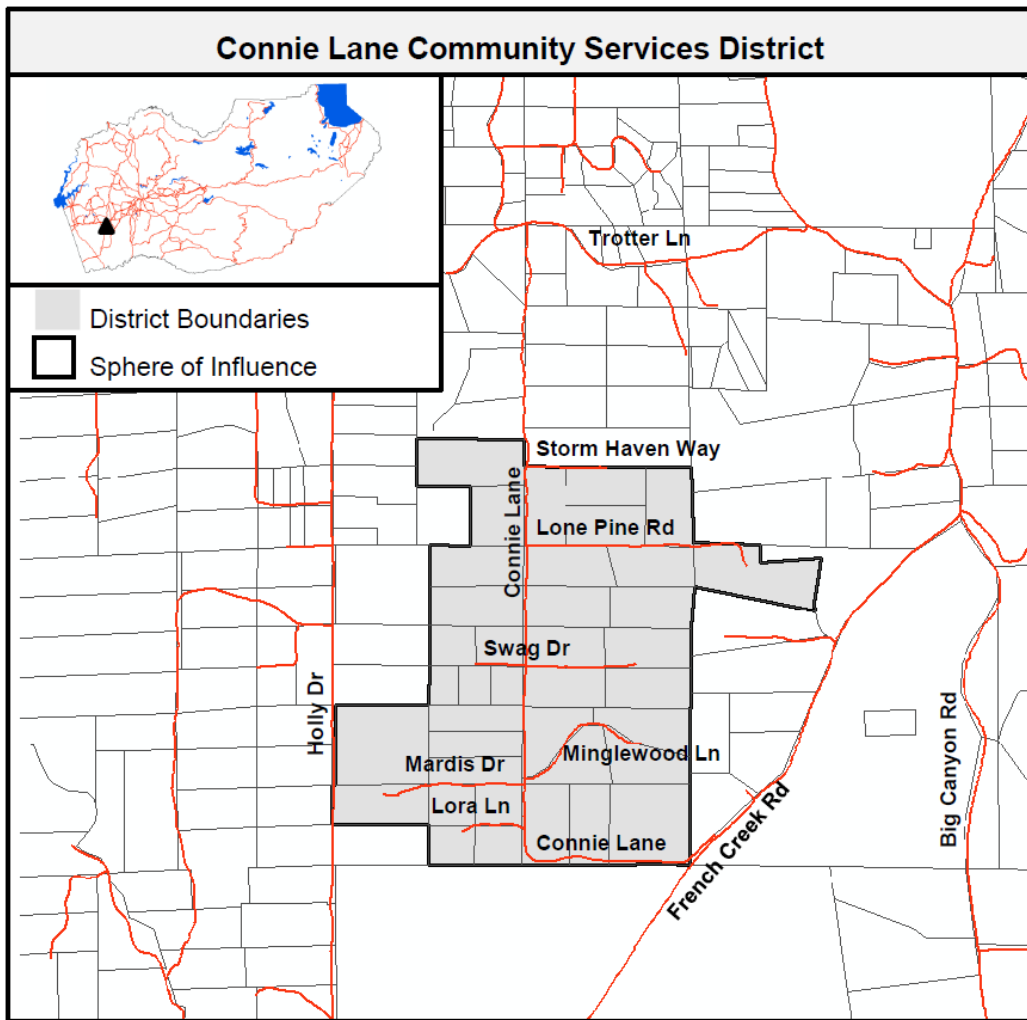 Connie Lane Community Services District
District Boundaries
Sphere of Influence
Trotter Ln
Storm Haven Way
Connie Lane
Lone Pine Rd
Swag Dr
Holly Dr
Mardis Dr
Minglewood Ln
Lora Ln
Connie Lane
French Creek Rd
Big Canyon Rd